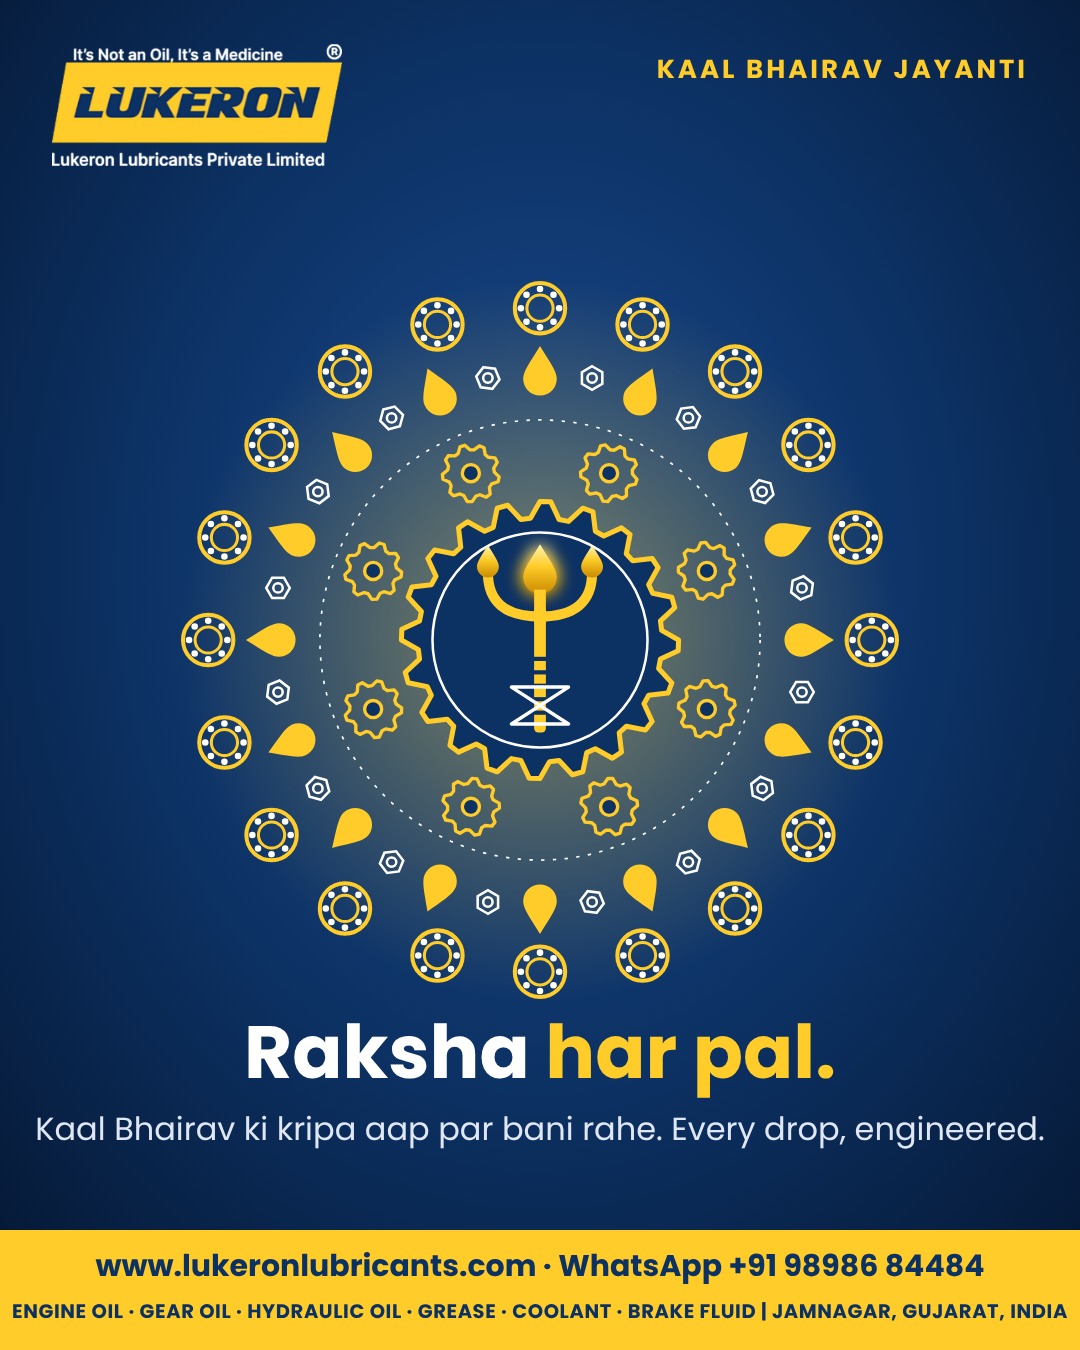 It's Not an Oil, It's a Medicine ®
LUKERON
Lukeron Lubricants Private Limited
KAAL BHAIRAV JAYANTI
Raksha har pal.
Kaal Bhairav ki kripa aap par bani rahe. Every drop, engineered.
www.lukeronlubricants.com · WhatsApp +91 98986 84484
ENGINE OIL · GEAR OIL · HYDRAULIC OIL · GREASE · COOLANT · BRAKE FLUID | JAMNAGAR, GUJARAT, INDIA